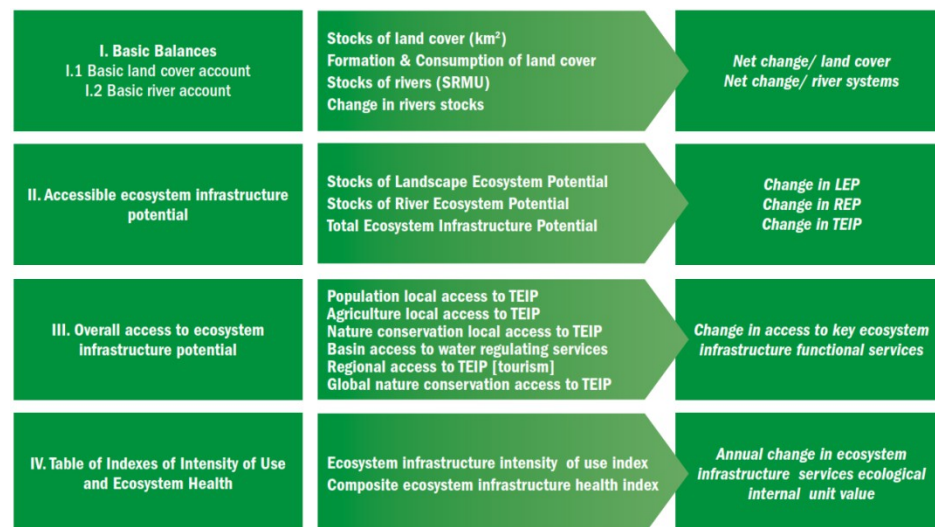 I. Basic Balances
I.1 Basic land cover account
I.2 Basic river account
Stocks of land cover (km²)
Formation & Consumption of land cover
Stocks of rivers (SRMU)
Change in rivers stocks
Net change/ land cover
Net change/ river systems
II. Accessible ecosystem infrastructure
potential
Stocks of Landscape Ecosystem Potential
Stocks of River Ecosystem Potential
Total Ecosystem Infrastructure Potential
Change in LEP
Change in REP
Change in TEIP
III. Overall access to ecosystem
infrastructure potential
Population local access to TEIP
Agriculture local access to TEIP
Nature conservation local access to TEIP
Basin access to water regulating services
Regional access to TEIP [tourism]
Global nature conservation access to TEIP
Change in access to key ecosystem
infrastructure functional services
IV. Table of Indexes of Intensity of Use
and Ecosystem Health
Ecosystem infrastructure intensity of use index
Composite ecosystem infrastructure health index
Annual change in ecosystem
infrastructure services ecological
internal unit value